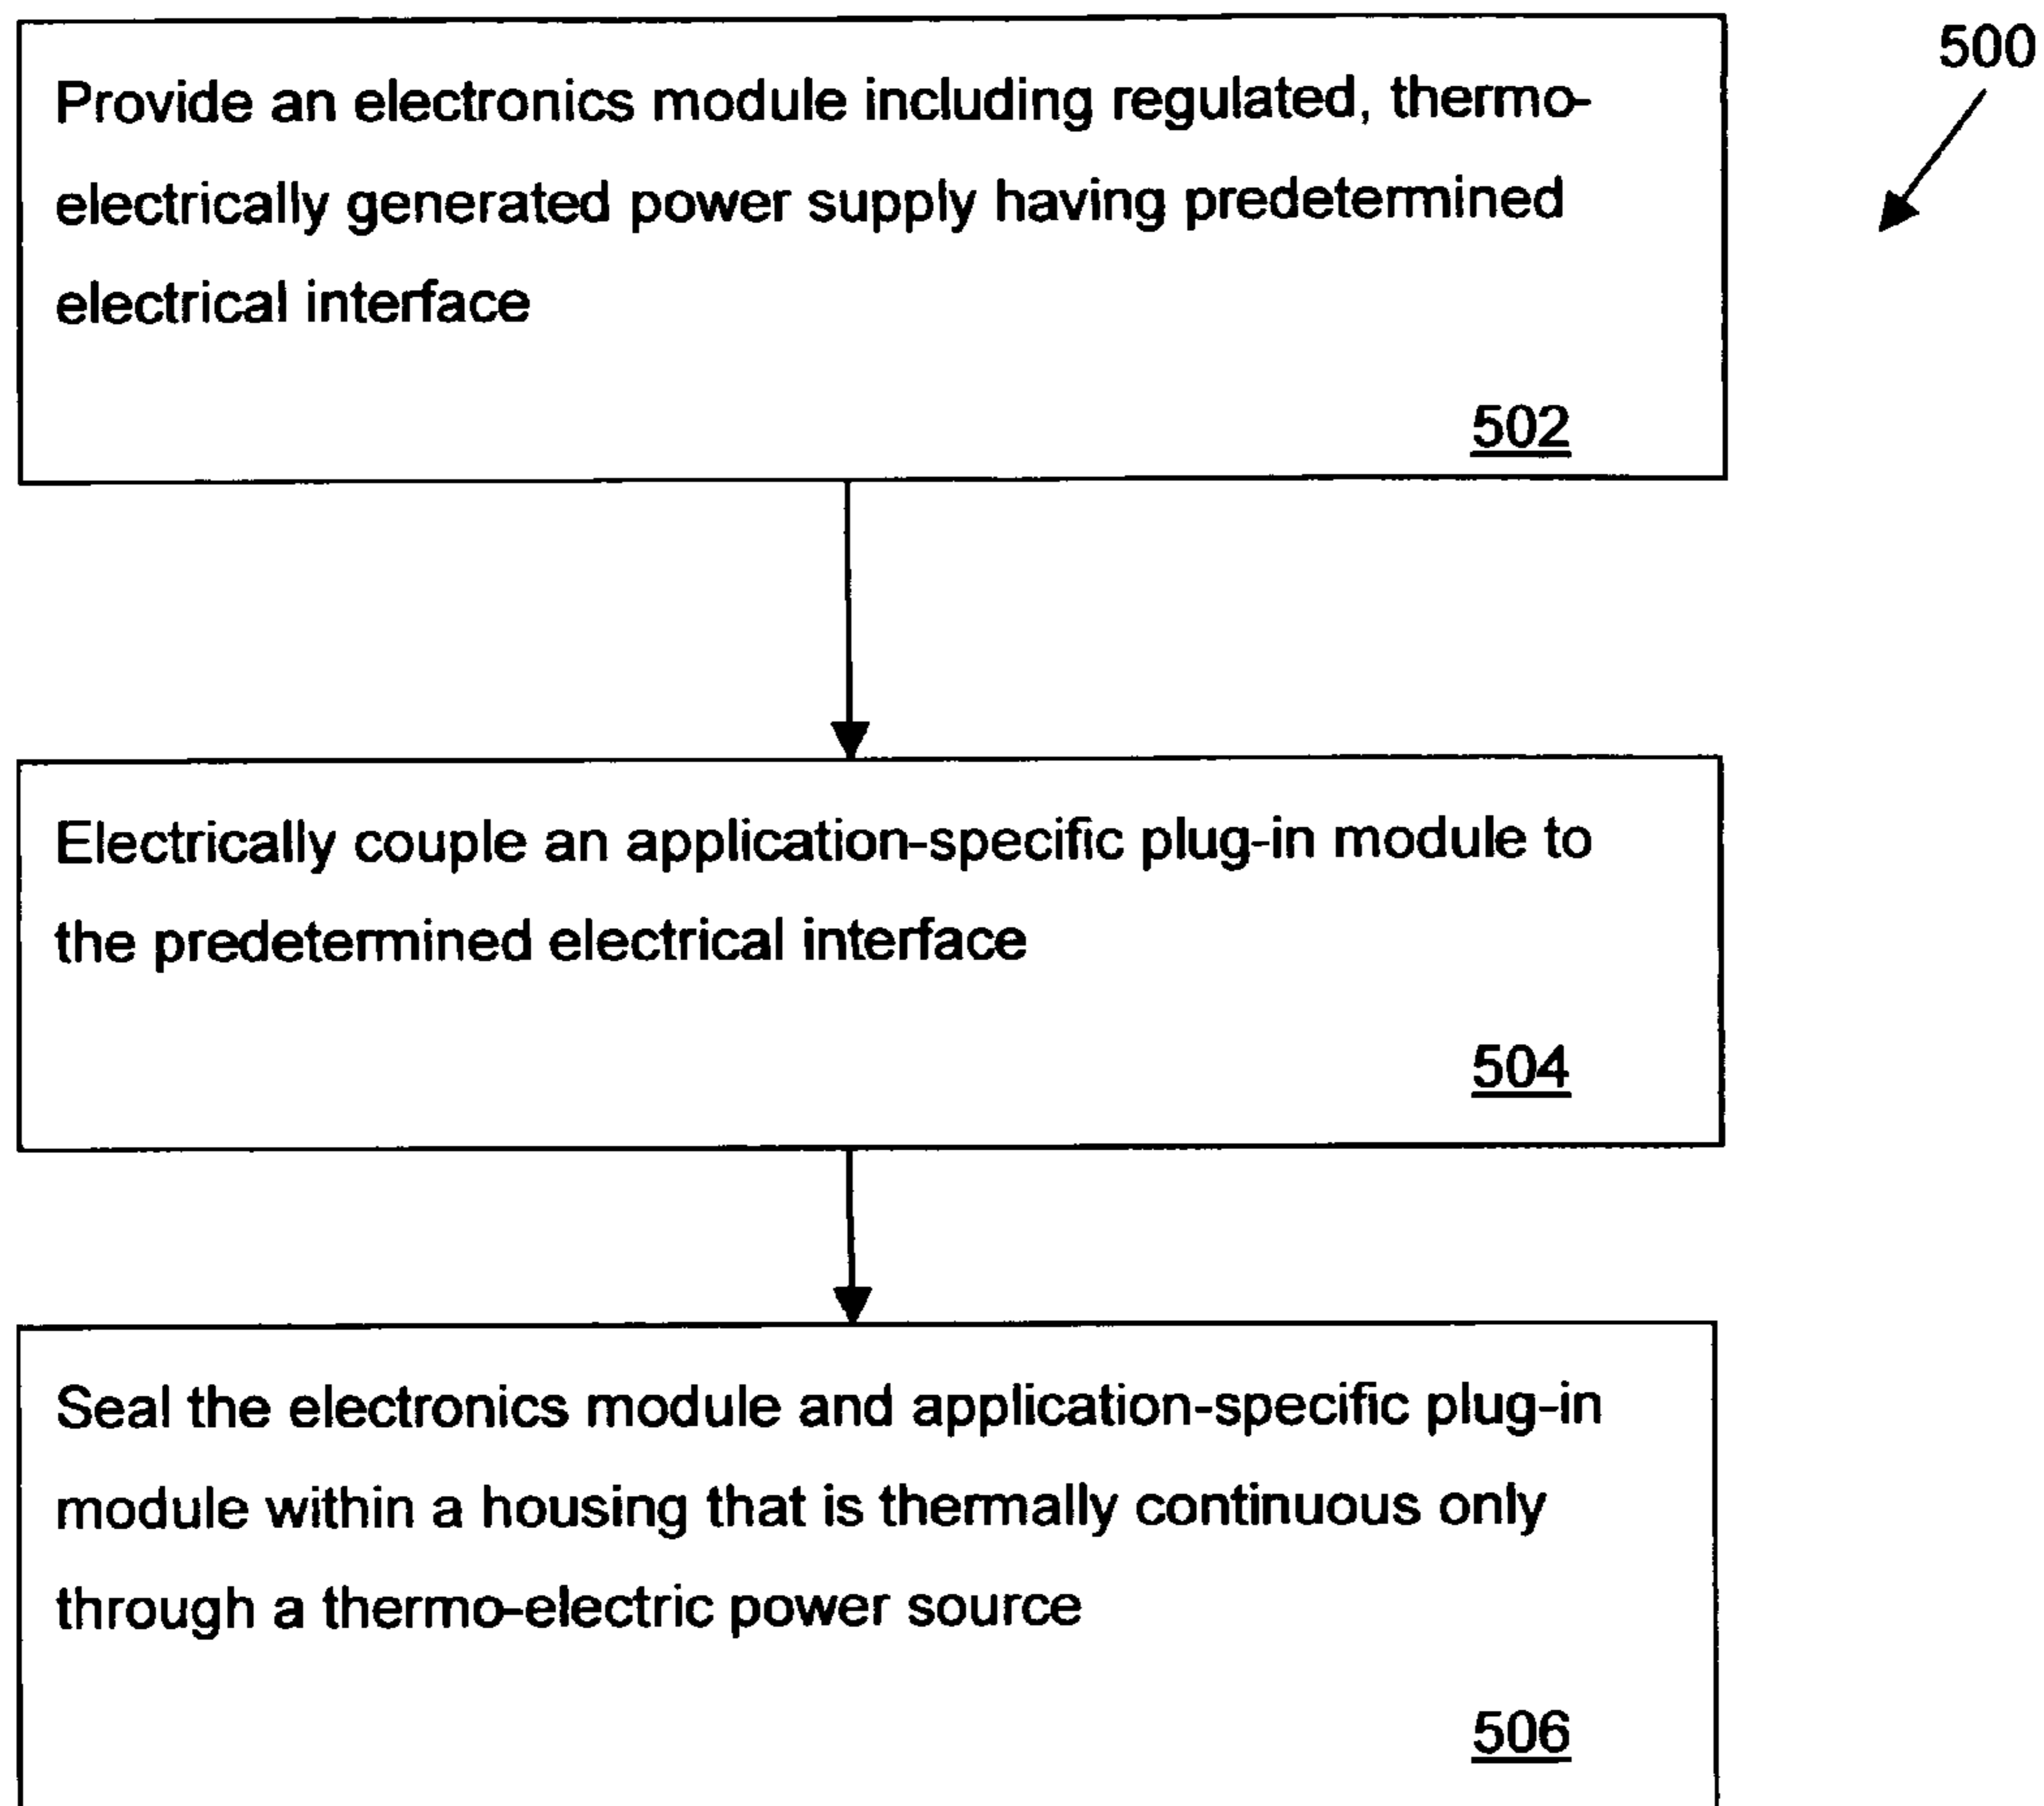 500
Provide an electronics module including regulated, thermo-
electrically generated power supply having predetermined
electrical interface
502
Electrically couple an application-specific plug-in module to
the predetermined electrical interface
504
Seal the electronics module and application-specific plug-in
module within a housing that is thermally continuous only
through a thermo-electric power source
506